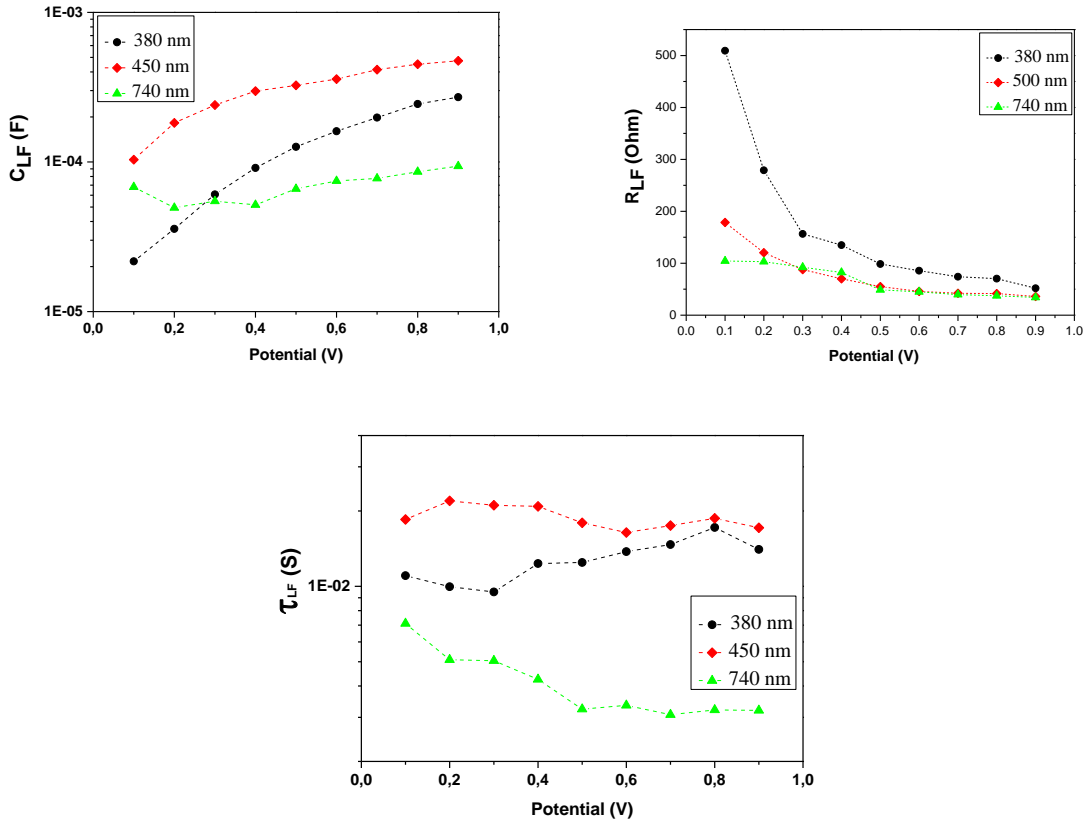 1E-03
1E-04
1E-05
C_LF (F)
380 nm
450 nm
740 nm
0,0 0,2 0,4 0,6 0,8 1,0
Potential (V)
500
400
300
200
100
0
R_LF (Ohm)
380 nm
500 nm
740 nm
0.0 0.1 0.2 0.3 0.4 0.5 0.6 0.7 0.8 0.9 1.0
Potential (V)
1E-02
τ_LF (S)
380 nm
450 nm
740 nm
0,0 0,2 0,4 0,6 0,8 1,0
Potential (V)